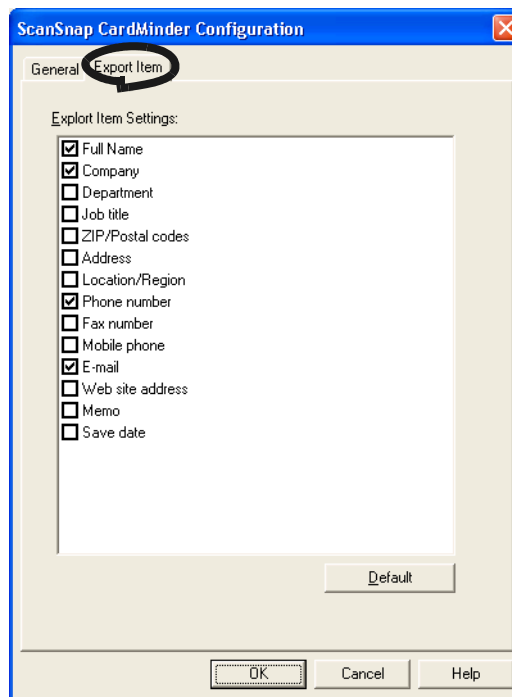 ScanSnap CardMinder Configuration
General Export Item
Explort Item Settings:
Full Name
Company
Department
Job title
ZIP/Postal codes
Address
Location/Region
Phone number
Fax number
Mobile phone
E-mail
Web site address
Memo
Save date
Default
OK Cancel Help